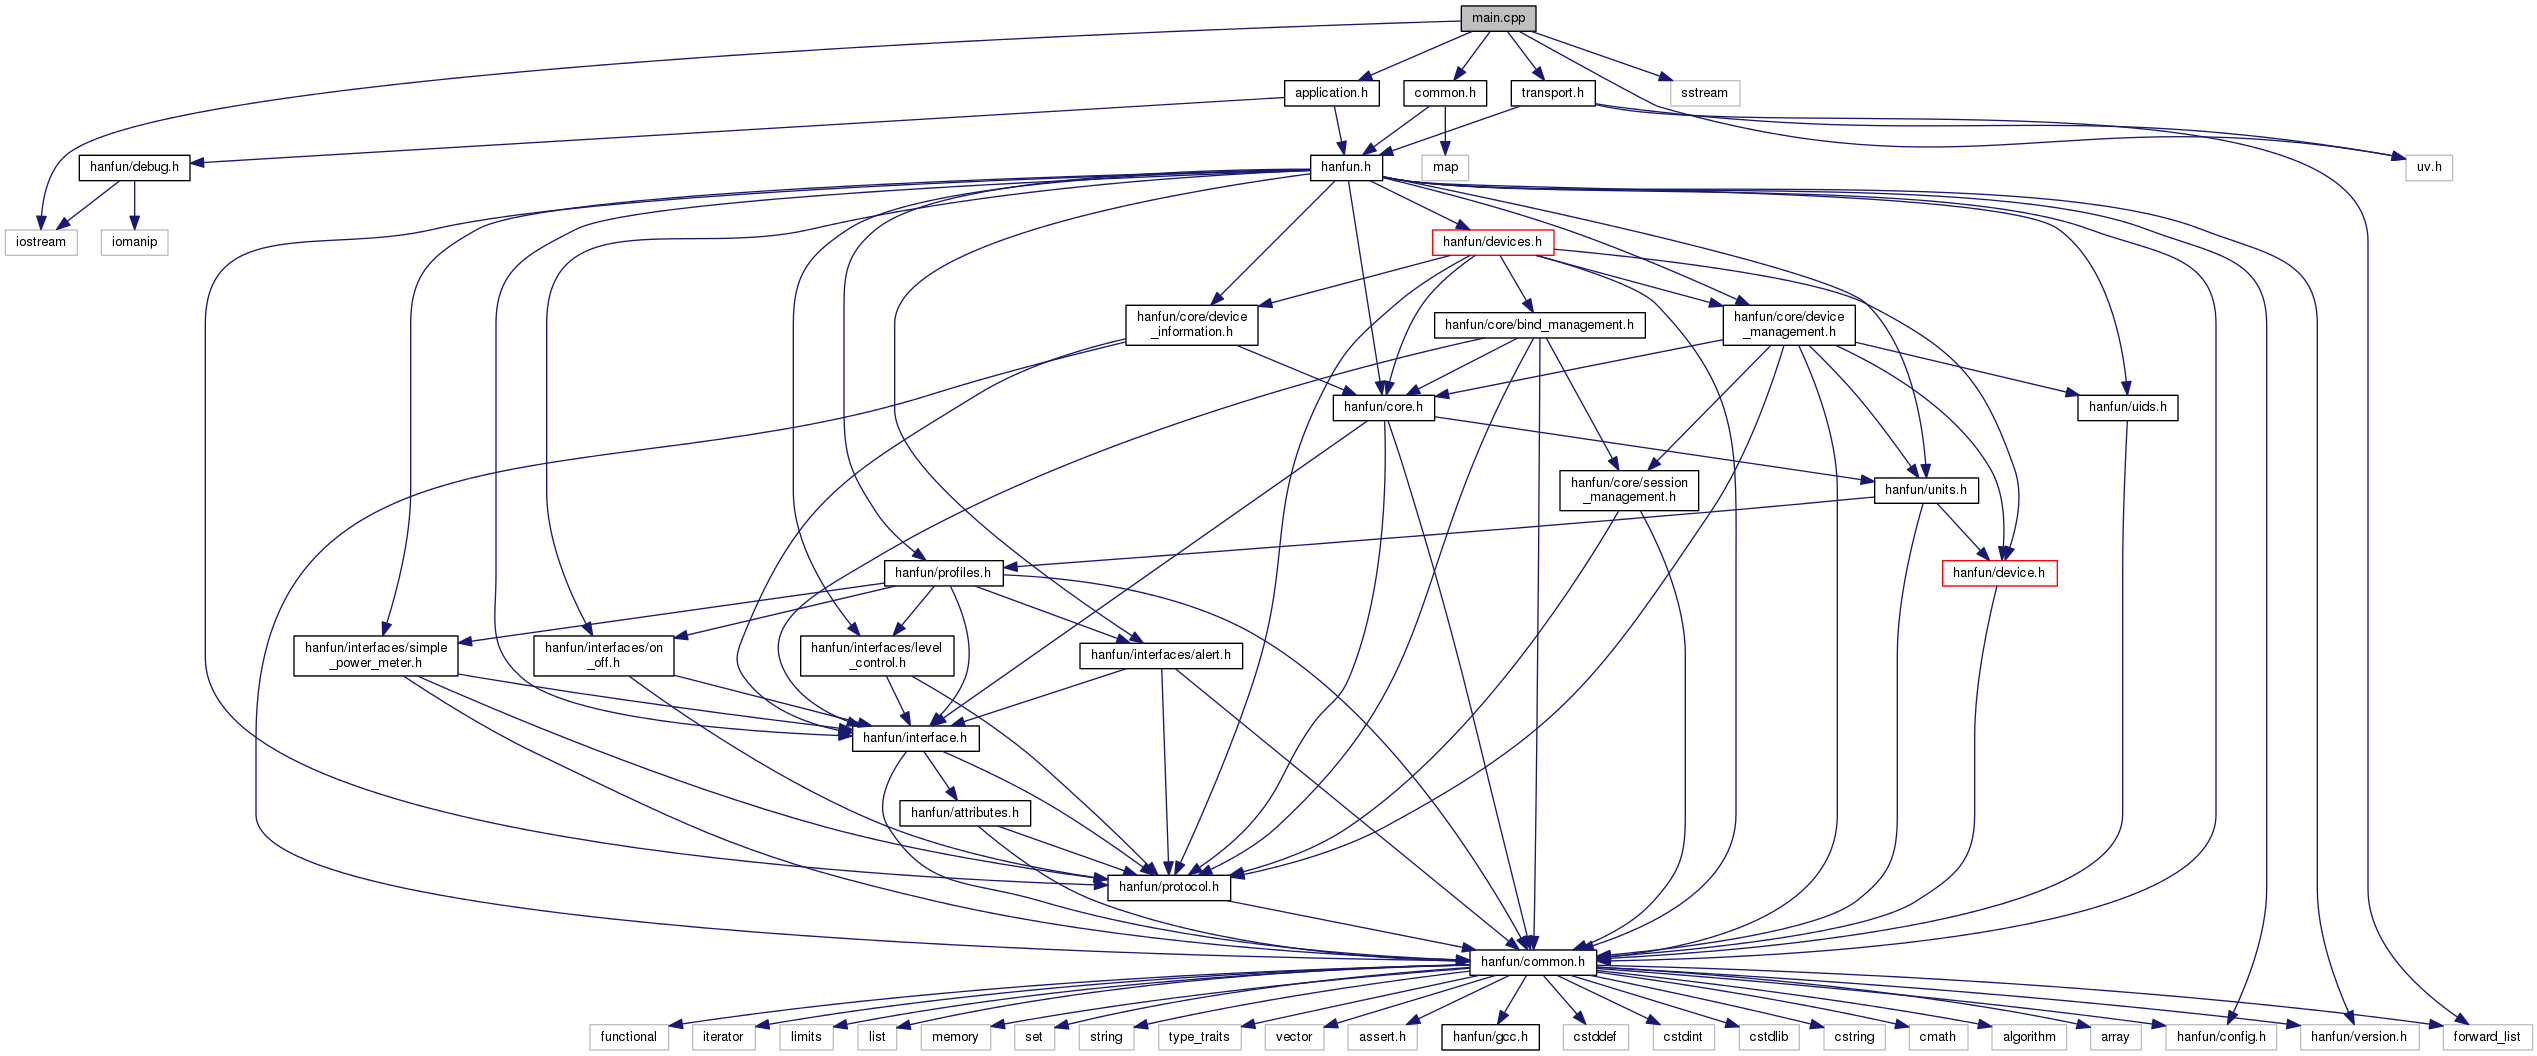 main.cpp
application.h
common.h
transport.h
sstream
hanfun/debug.h
hanfun.h
map
uv.h
iostream
iomanip
hanfun/devices.h
hanfun/core/device
_information.h
hanfun/core/bind_management.h
hanfun/core/device
_management.h
hanfun/core.h
hanfun/uids.h
hanfun/core/session
_management.h
hanfun/units.h
hanfun/profiles.h
hanfun/device.h
hanfun/interfaces/simple
_power_meter.h
hanfun/interfaces/on
_off.h
hanfun/interfaces/level
_control.h
hanfun/interfaces/alert.h
hanfun/interface.h
hanfun/attributes.h
hanfun/protocol.h
hanfun/common.h
functional
iterator
limits
list
memory
set
string
type_traits
vector
assert.h
hanfun/gcc.h
cstddef
cstdint
cstdlib
cstring
cmath
algorithm
array
hanfun/config.h
hanfun/version.h
forward_list